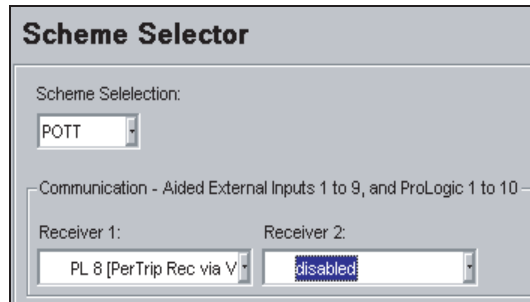 Scheme Selector
Scheme Selelection:
POTT
Communication - Aided External Inputs 1 to 9, and ProLogic 1 to 10
Receiver 1: Receiver 2:
PL 8 [PerTrip Rec via V disabled